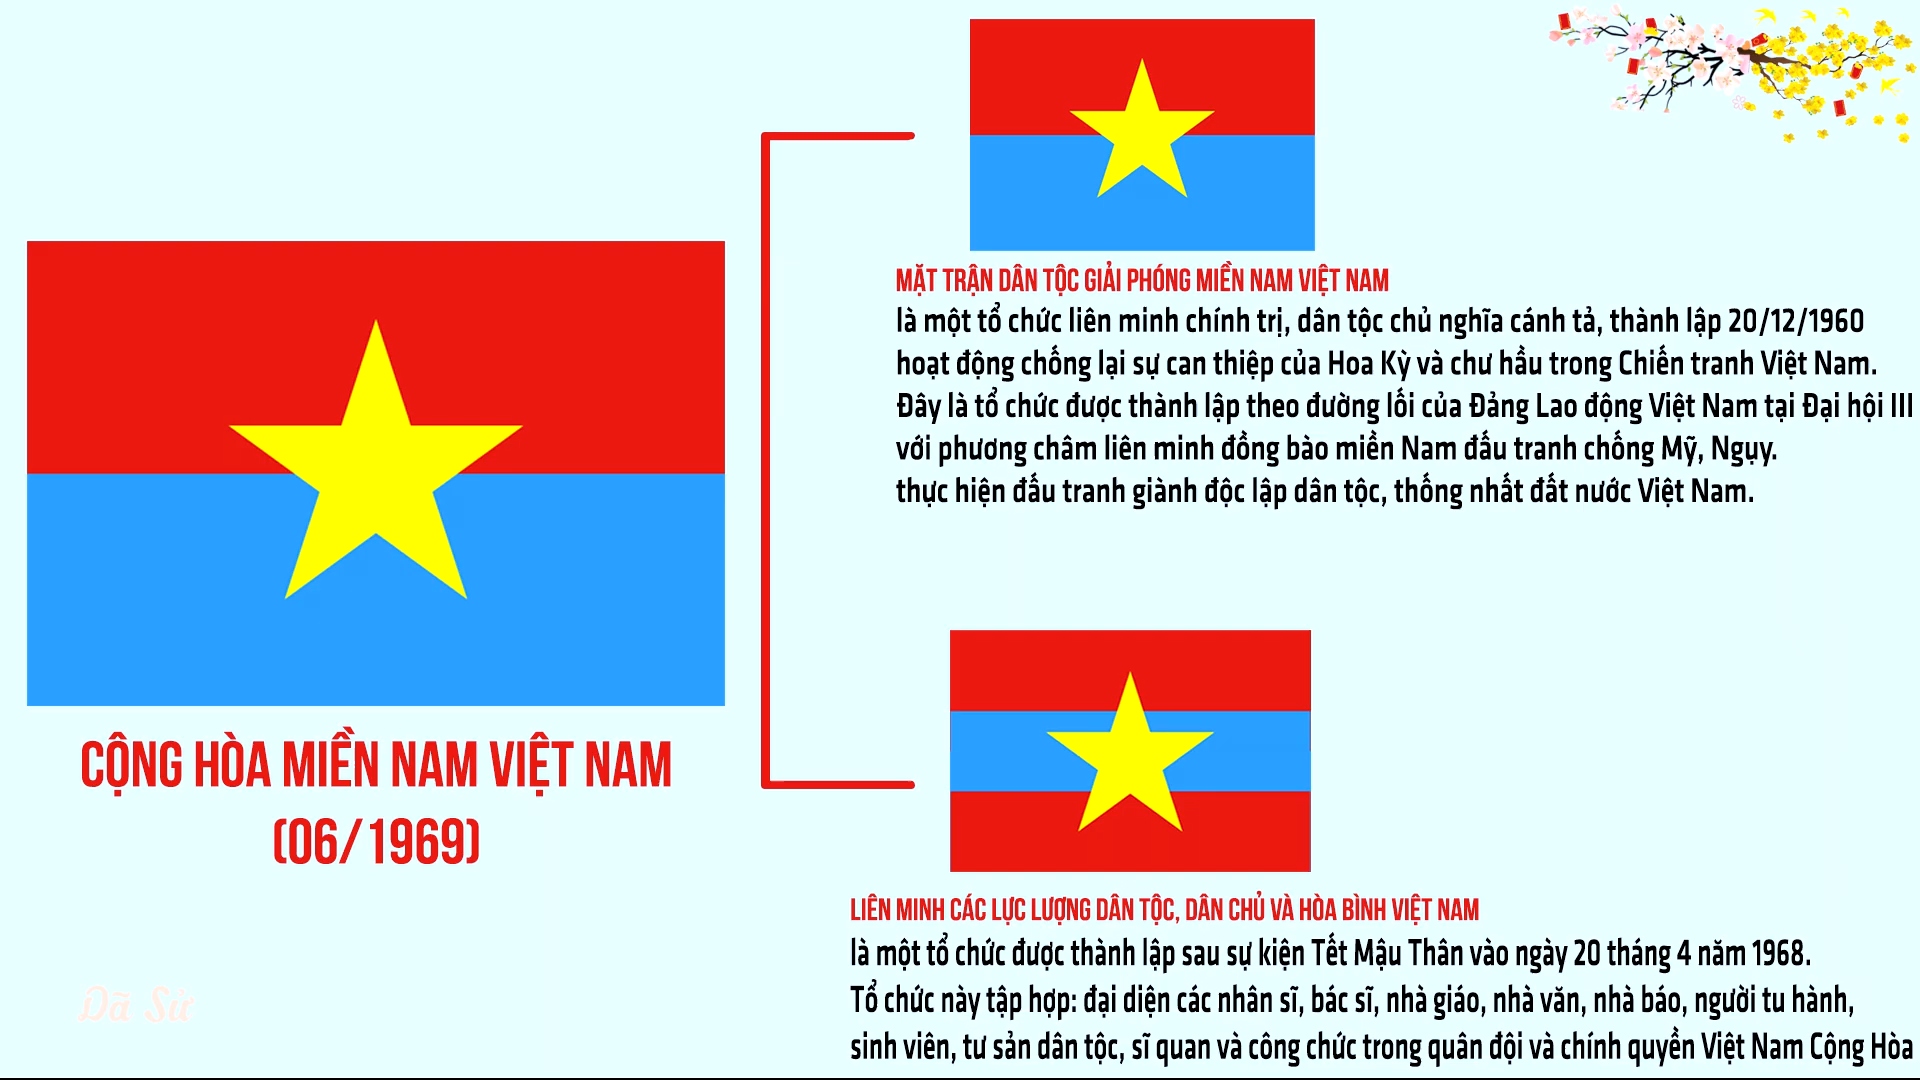 CỘNG HÒA MIỀN NAM VIỆT NAM
(06/1969)
MẶT TRẬN DÂN TỘC GIẢI PHÓNG MIỀN NAM VIỆT NAM
là một tổ chức liên minh chính trị, dân tộc chủ nghĩa cánh tả, thành lập 20/12/1960
hoạt động chống lại sự can thiệp của Hoa Kỳ và chư hầu trong Chiến tranh Việt Nam.
Đây là tổ chức được thành lập theo đường lối của Đảng Lao động Việt Nam tại Đại hội III
với phương châm liên minh đồng bào miền Nam đấu tranh chống Mỹ, Ngụy.
thực hiện đấu tranh giành độc lập dân tộc, thống nhất đất nước Việt Nam.
LIÊN MINH CÁC LỰC LƯỢNG DÂN TỘC, DÂN CHỦ VÀ HÒA BÌNH VIỆT NAM
là một tổ chức được thành lập sau sự kiện Tết Mậu Thân vào ngày 20 tháng 4 năm 1968.
Tổ chức này tập hợp: đại diện các nhân sĩ, bác sĩ, nhà giáo, nhà văn, nhà báo, người tu hành,
sinh viên, tư sản dân tộc, sĩ quan và công chức trong quân đội và chính quyền Việt Nam Cộng Hòa
Dã Sử